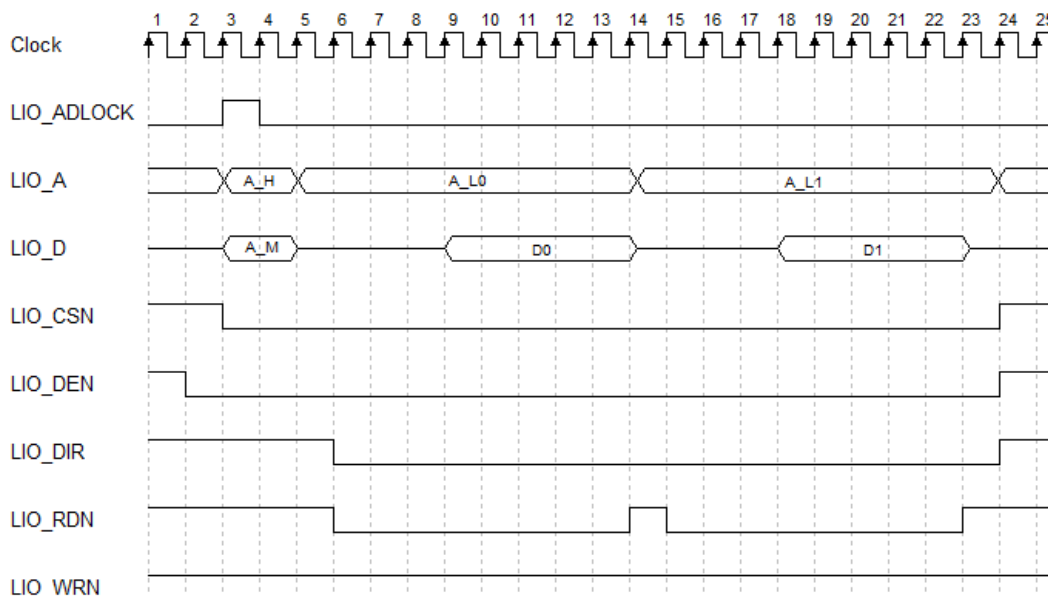 1 2 3 4 5 6 7 8 9 10 11 12 13 14 15 16 17 18 19 20 21 22 23 24 25
Clock
LIO_ADLOCK
LIO_A A_H A_L0 A_L1
LIO_D A_M D0 D1
LIO_CSN
LIO_DEN
LIO_DIR
LIO_RDN
LIO_WRN